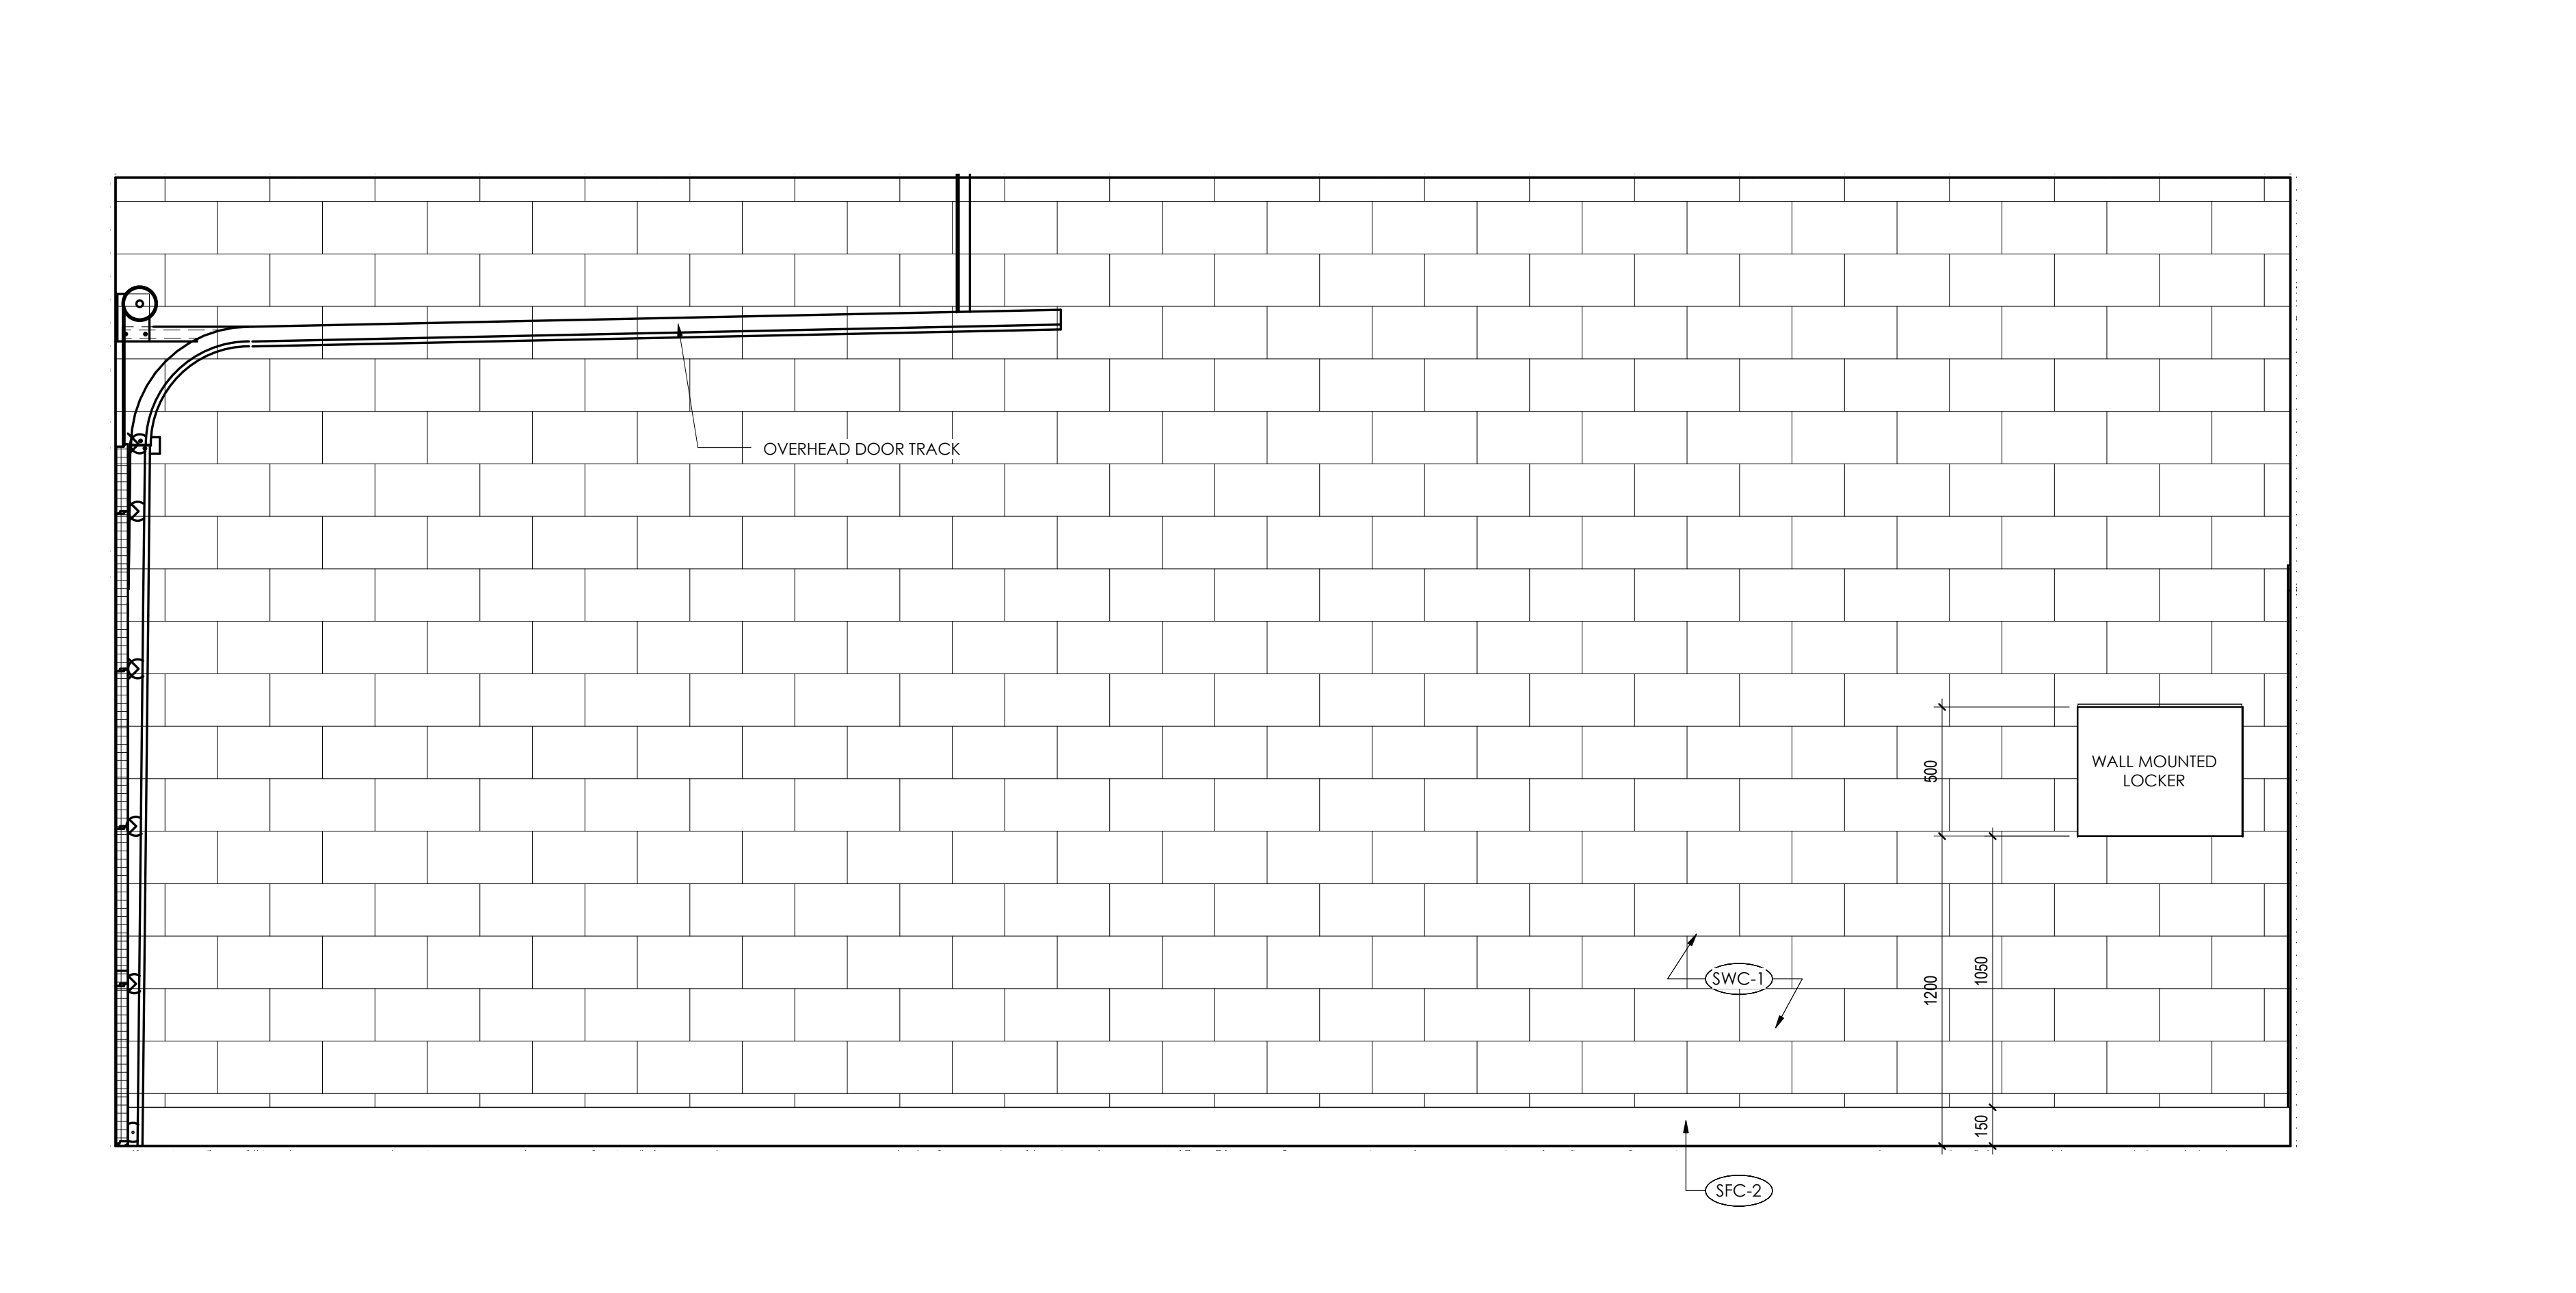 OVERHEAD DOOR TRACK
500
WALL MOUNTED
LOCKER
SWC-1
1200
1050
150
SFC-2